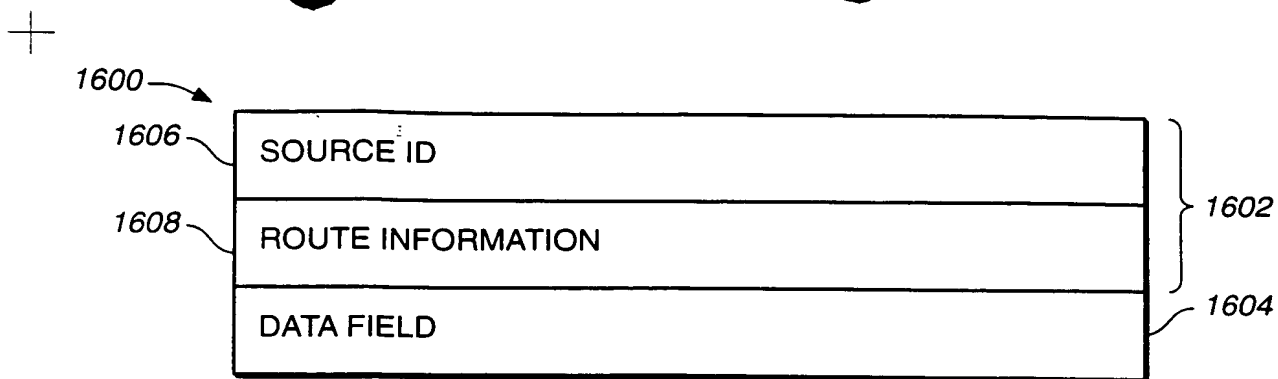 1600
1606
SOURCE ID
1602
1608
ROUTE INFORMATION
1604
DATA FIELD